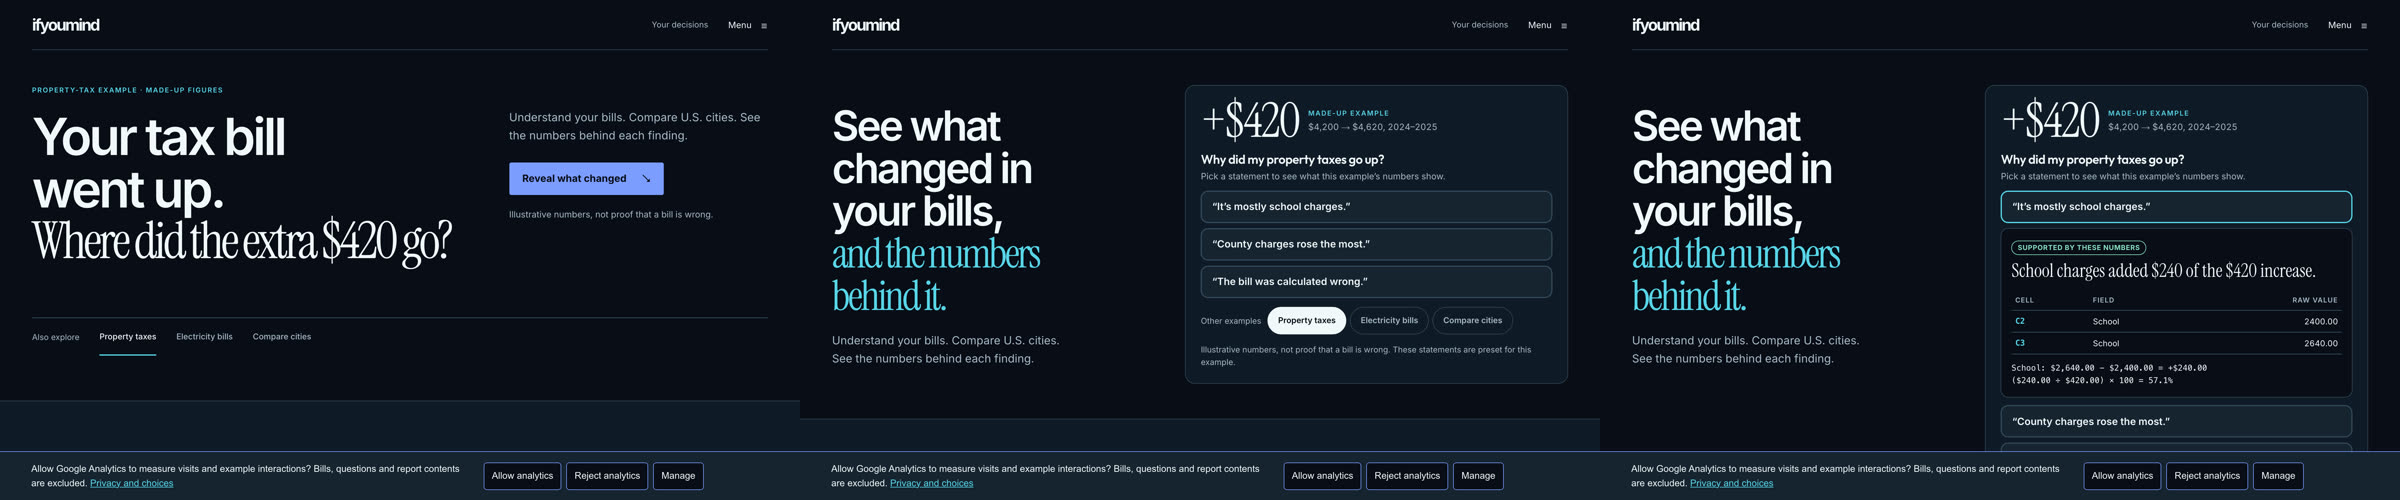 ifyoumind
Your decisions
Menu ≡
PROPERTY-TAX EXAMPLE · MADE-UP FIGURES
Your tax bill
went up.
Where did the extra $420 go?
Understand your bills. Compare U.S. cities. See
the numbers behind each finding.
Reveal what changed ↘
Illustrative numbers, not proof that a bill is wrong.
Also explore
Property taxes
Electricity bills
Compare cities
Allow Google Analytics to measure visits and example interactions? Bills, questions and report contents
are excluded. Privacy and choices
Allow analytics
Reject analytics
Manage
ifyoumind
Your decisions
Menu ≡
See what
changed in
your bills,
and the numbers
behind it.
Understand your bills. Compare U.S. cities.
See the numbers behind each finding.
+$420
MADE-UP EXAMPLE
$4,200 → $4,620, 2024–2025
Why did my property taxes go up?
Pick a statement to see what this example’s numbers show.
“It’s mostly school charges.”
“County charges rose the most.”
“The bill was calculated wrong.”
Other examples
Property taxes
Electricity bills
Compare cities
Illustrative numbers, not proof that a bill is wrong. These statements are preset for this
example.
Allow Google Analytics to measure visits and example interactions? Bills, questions and report contents
are excluded. Privacy and choices
Allow analytics
Reject analytics
Manage
ifyoumind
Your decisions
Menu ≡
See what
changed in
your bills,
and the numbers
behind it.
Understand your bills. Compare U.S. cities.
See the numbers behind each finding.
+$420
MADE-UP EXAMPLE
$4,200 → $4,620, 2024–2025
Why did my property taxes go up?
Pick a statement to see what this example’s numbers show.
“It’s mostly school charges.”
SUPPORTED BY THESE NUMBERS
School charges added $240 of the $420 increase.
CELL FIELD RAW VALUE
C2 School 2400.00
C3 School 2640.00
School: $2,640.00 − $2,400.00 = +$240.00
($240.00 ÷ $420.00) × 100 = 57.1%
“County charges rose the most.”
Allow Google Analytics to measure visits and example interactions? Bills, questions and report contents
are excluded. Privacy and choices
Allow analytics
Reject analytics
Manage